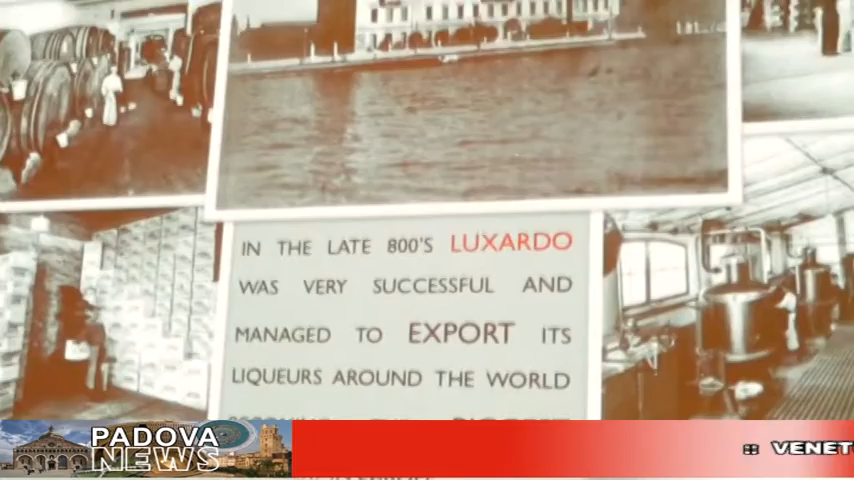 IN THE LATE 800'S LUXARDO
WAS VERY SUCCESSFUL AND
MANAGED TO EXPORT ITS
LIQUEURS AROUND THE WORLD
PADOVA
NEWS
VENET